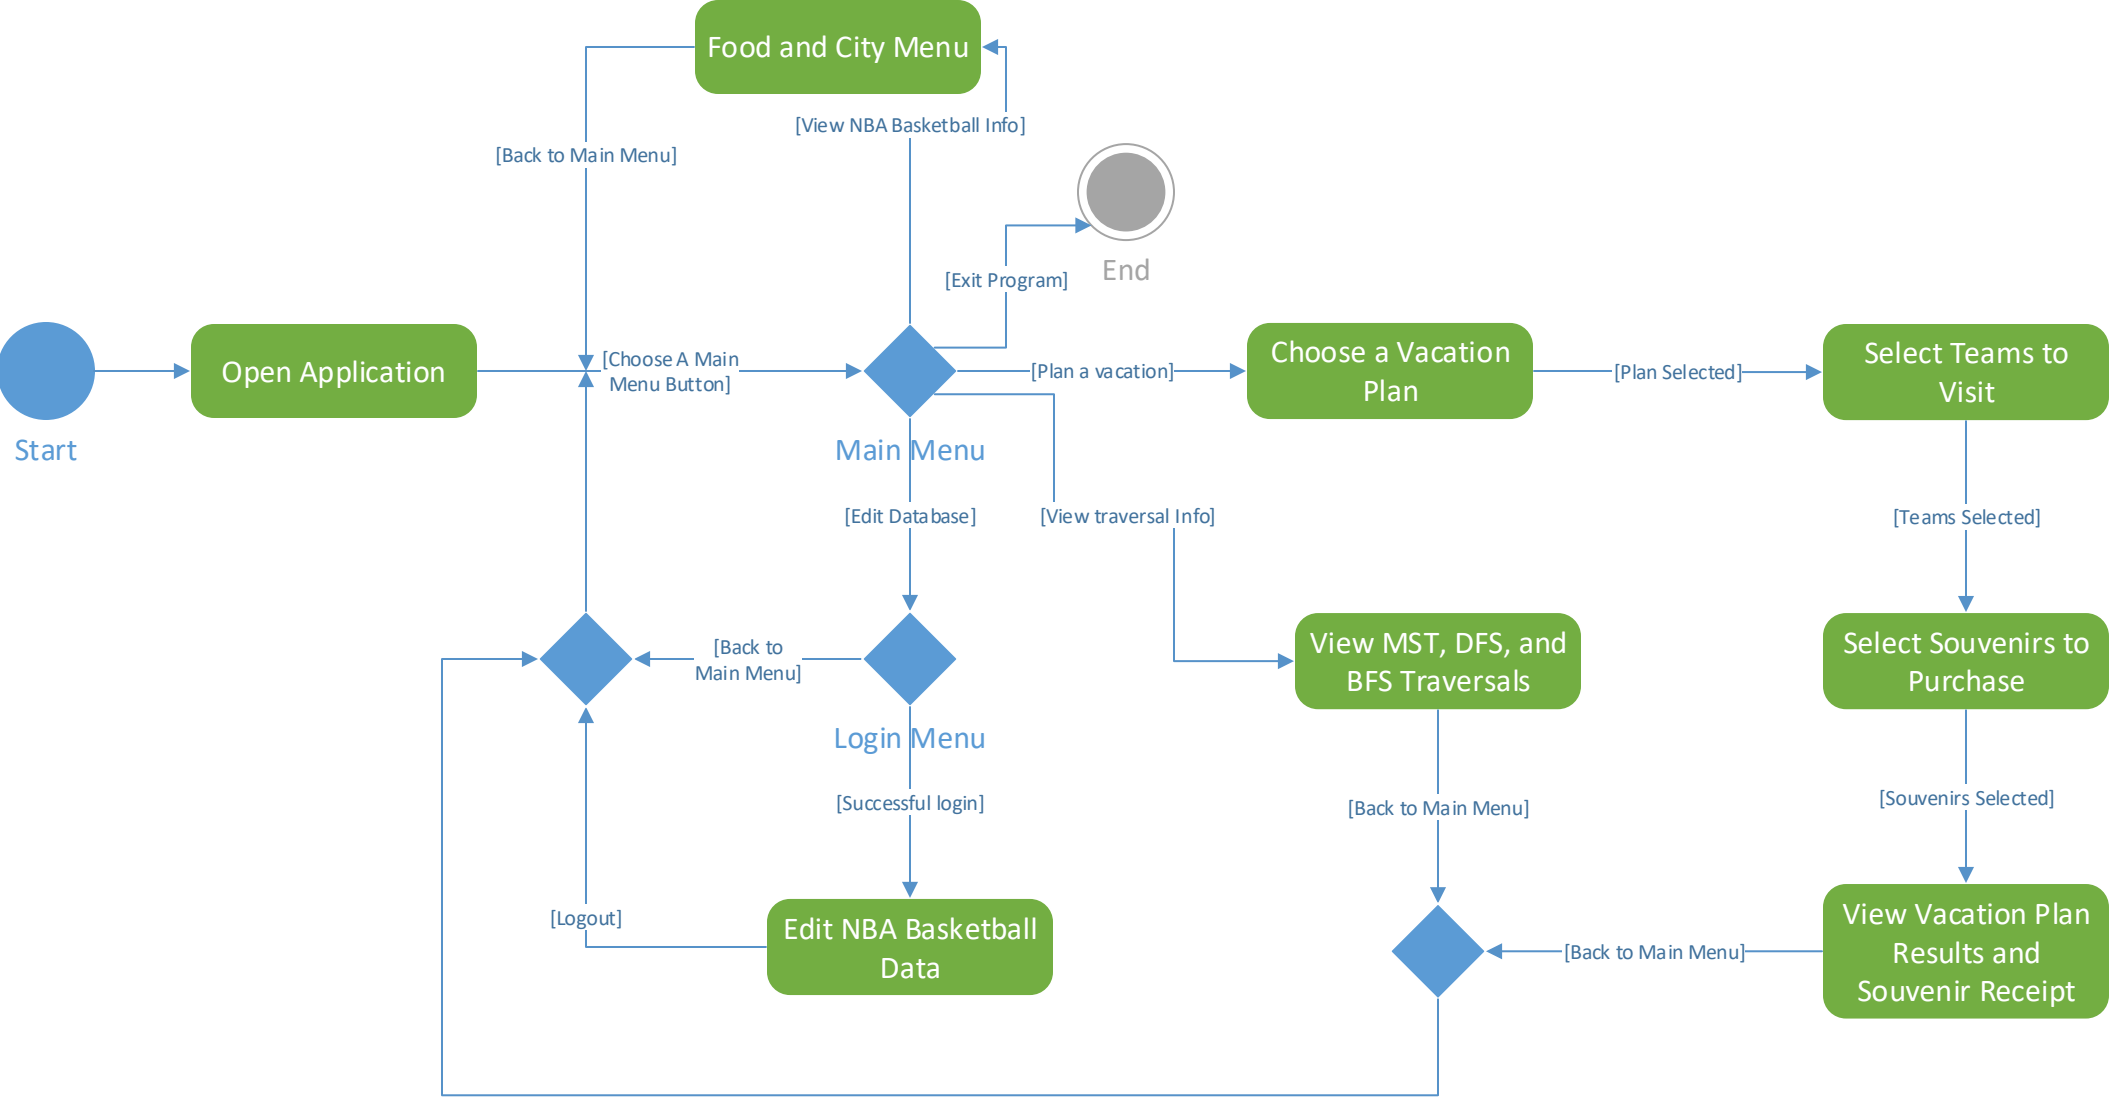 Food and City Menu
[View NBA Basketball Info]
[Back to Main Menu]
[Exit Program]
End
Start
Open Application
[Choose A Main
Menu Button]
Main Menu
[Plan a vacation]
Choose a Vacation
Plan
[Plan Selected]
Select Teams to
Visit
[Edit Database]
[View traversal Info]
[Teams Selected]
[Back to
Main Menu]
Login Menu
View MST, DFS, and
BFS Traversals
Select Souvenirs to
Purchase
[Successful login]
[Back to Main Menu]
[Souvenirs Selected]
[Logout]
Edit NBA Basketball
Data
[Back to Main Menu]
View Vacation Plan
Results and
Souvenir Receipt